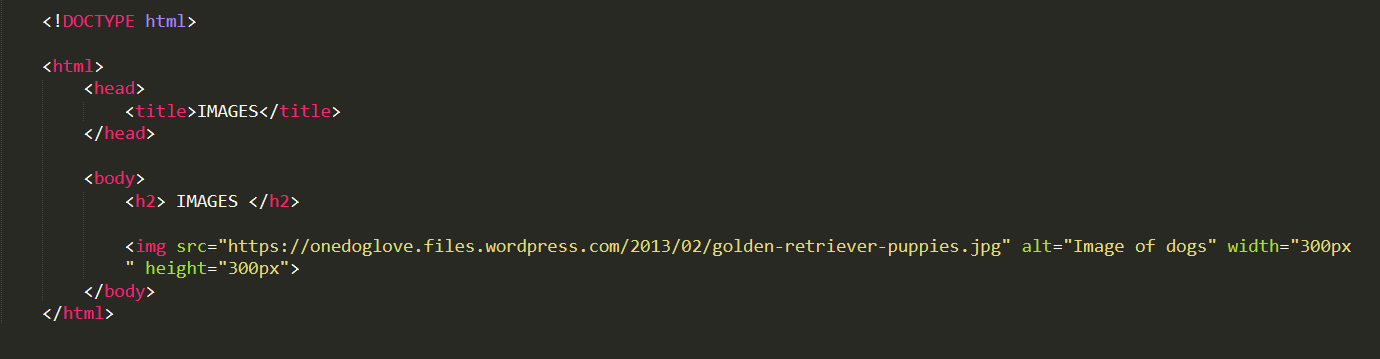 <!DOCTYPE html>
<html>
<head>
<title>IMAGES</title>
</head>
<body>
<h2> IMAGES </h2>
<img src="https://onedoglove.files.wordpress.com/2013/02/golden-retriever-puppies.jpg" alt="Image of dogs" width="300px
" height="300px">
</body>
</html>